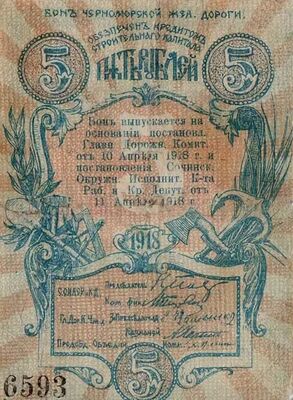 БОНЪ ЧЕРНОМОРСКОЙ ЖЕЛ. ДОРОГИ.
ОБЕЗПЕЧЕНЪ КРЕДИТОМЪ
СТРОИТЕЛЬНАГО КАПИТАЛА
5 ПЯТЬ РУБЛЕЙ 5
Бонъ выпускается на
основаніи постановл.
Главн Дорожн. Комит.
отъ 10 Апрѣля 1918 г. и
постановленія Сочинск.
Окружн. Исполнит. К-та
Раб. и Кр. Депут. отъ
11 Апрѣля 1918 г.
1918
ПРЕДСѢДАТЕЛЬ
5
6593